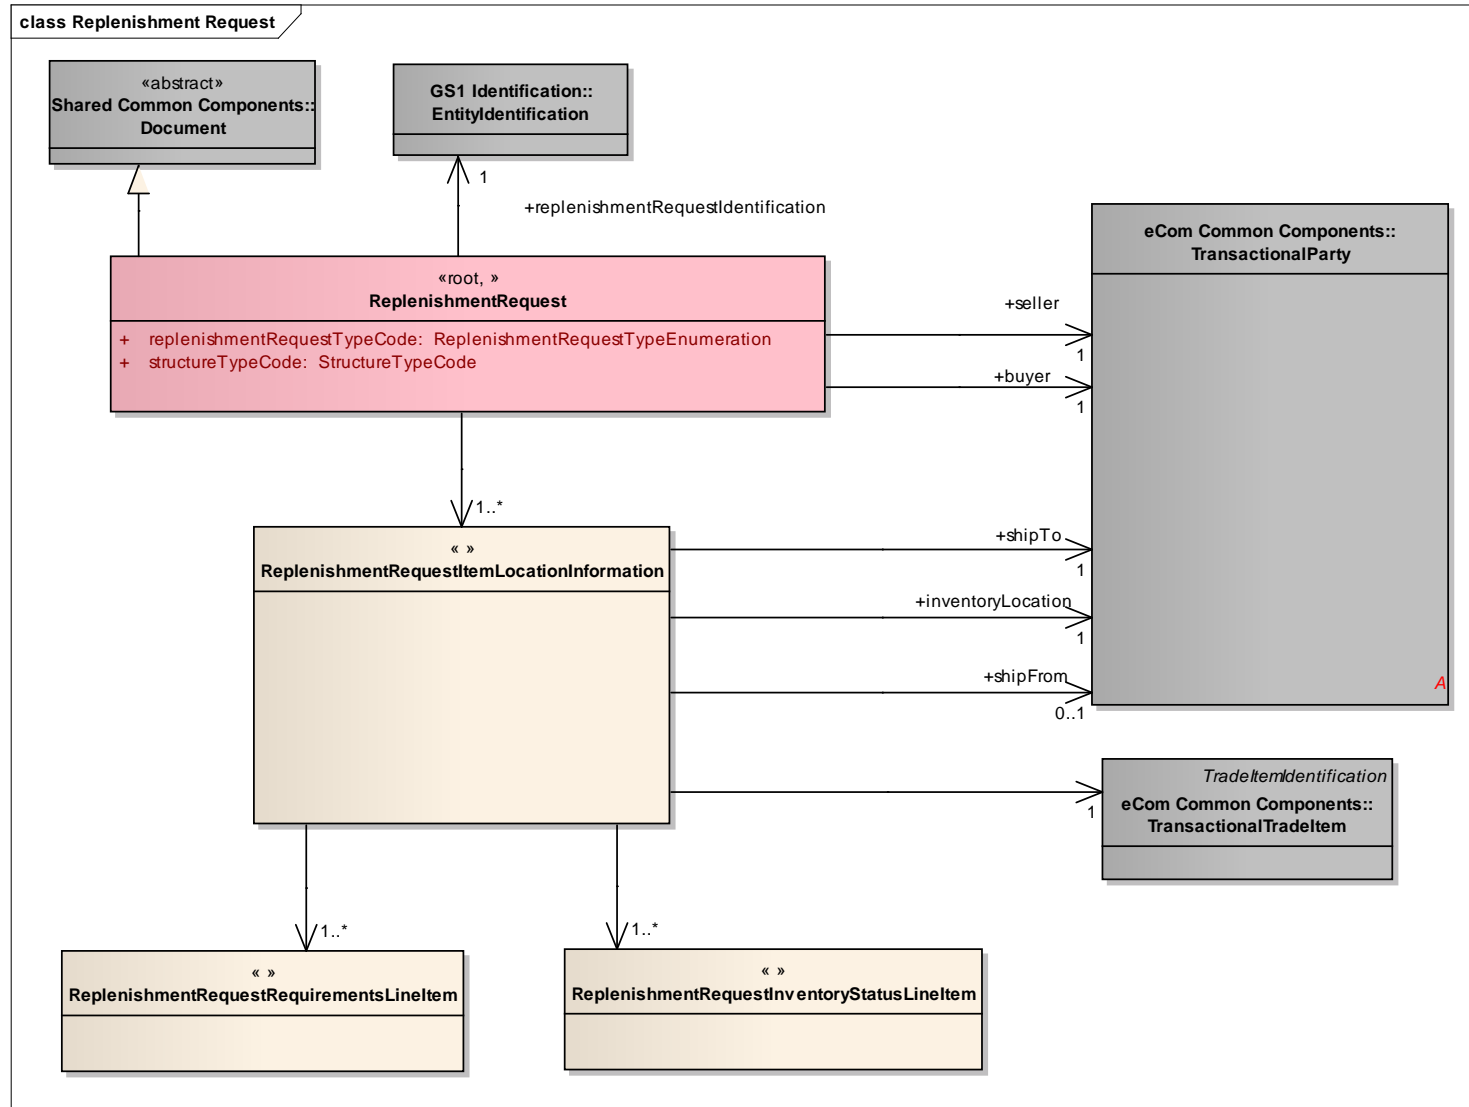 class Replenishment Request
«abstract»
Shared Common Components::
Document
GS1 Identification::
EntityIdentification
1
+replenishmentRequestIdentification
eCom Common Components::
TransactionalParty
«root, »
ReplenishmentRequest
+ replenishmentRequestTypeCode: ReplenishmentRequestTypeEnumeration
+ structureTypeCode: StructureTypeCode
+seller
1
+buyer
1
1..*
« »
ReplenishmentRequestItemLocationInformation
+shipTo
1
+inventoryLocation
1
+shipFrom
0..1
A
TradeItemIdentification
eCom Common Components::
TransactionalTradeItem
1
1..*
1..*
« »
ReplenishmentRequestRequirementsLineItem
« »
ReplenishmentRequestInventoryStatusLineItem